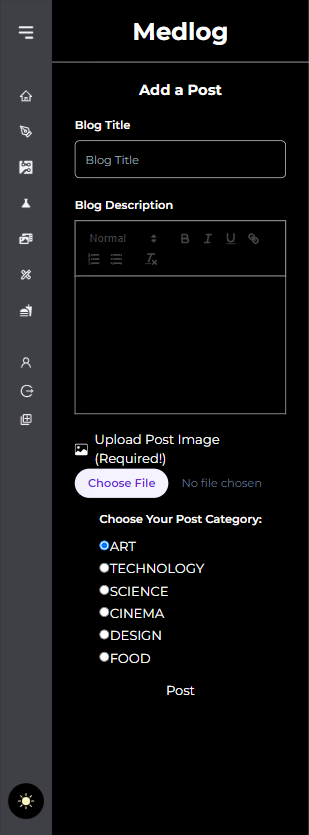 Medlog
Add a Post
Blog Title
Blog Title
Blog Description
Normal B I U
Upload Post Image
(Required!)
Choose File No file chosen
Choose Your Post Category:
ART
TECHNOLOGY
SCIENCE
CINEMA
DESIGN
FOOD
Post